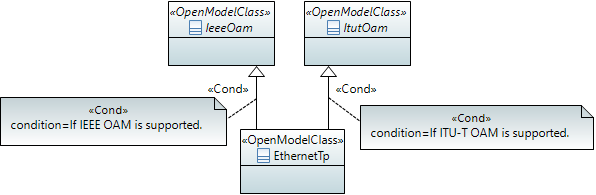 «OpenModelClass»
IeeeOam
«OpenModelClass»
ItutOam
«Cond»
«Cond»
«Cond»
condition=If IEEE OAM is supported.
«Cond»
condition=If ITU-T OAM is supported.
«OpenModelClass»
EthernetTp